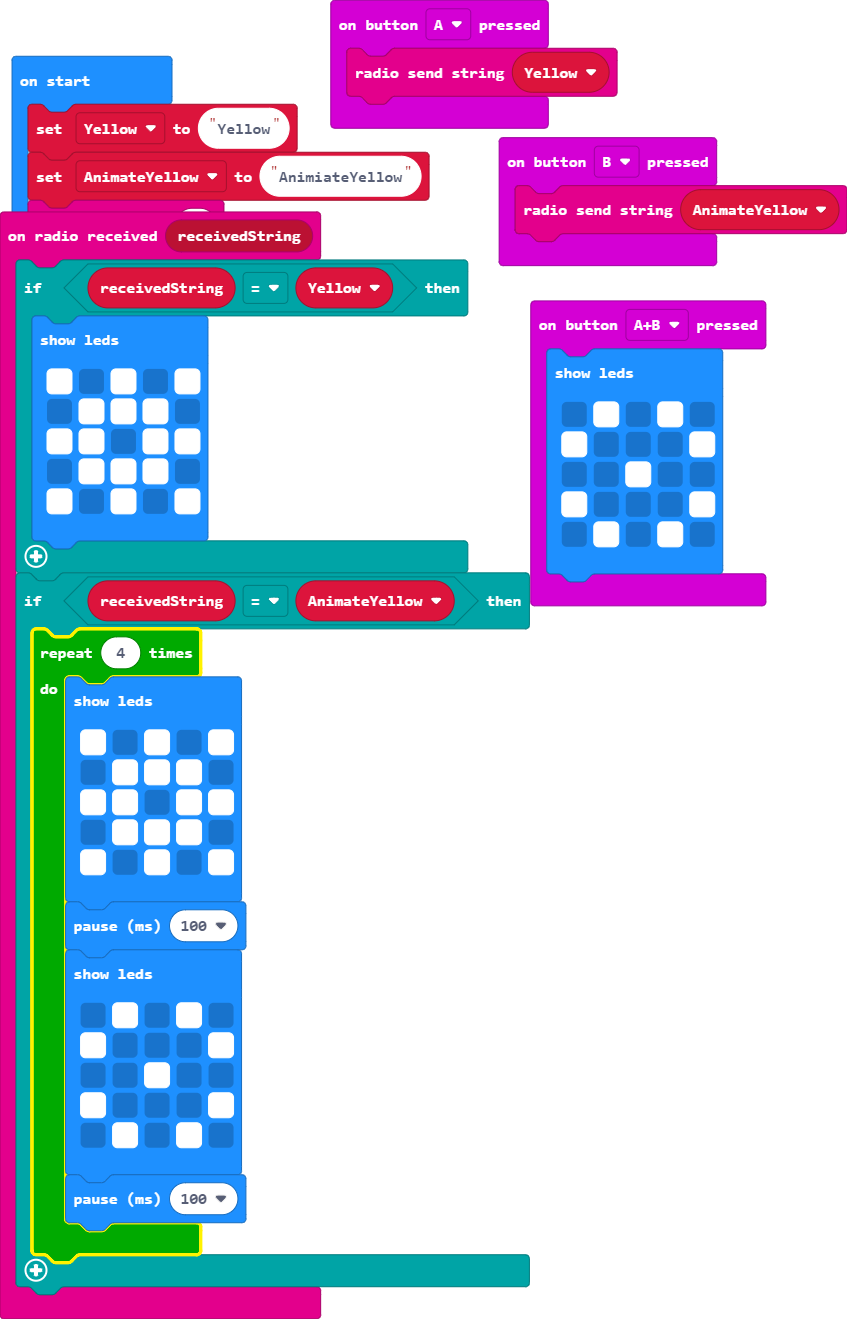 on start
set Yellow to "Yellow"
set AnimateYellow to "AnimiateYellow"
on button A pressed
radio send string Yellow
on button B pressed
radio send string AnimateYellow
on radio received receivedString
if receivedString = Yellow then
show leds
if receivedString = AnimateYellow then
repeat 4 times
do
show leds
pause (ms) 100
show leds
pause (ms) 100
on button A+B pressed
show leds